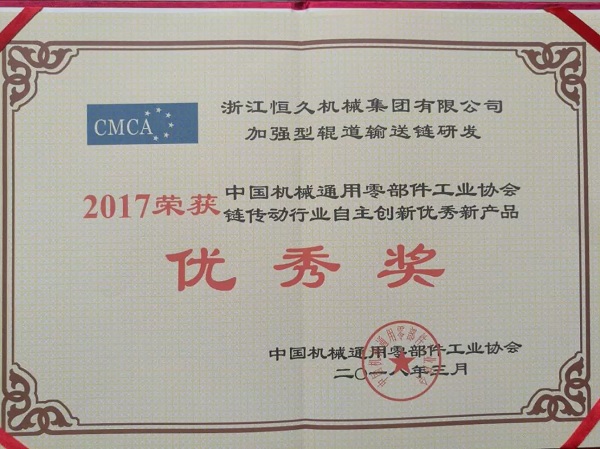 CMCA
浙江恒久机械集团有限公司
加强型辊道输送链研发
2017荣获
中国机械通用零部件工业协会
链传动行业自主创新优秀新产品
优秀奖
中国机械通用零部件工业协会
二〇一八年三月